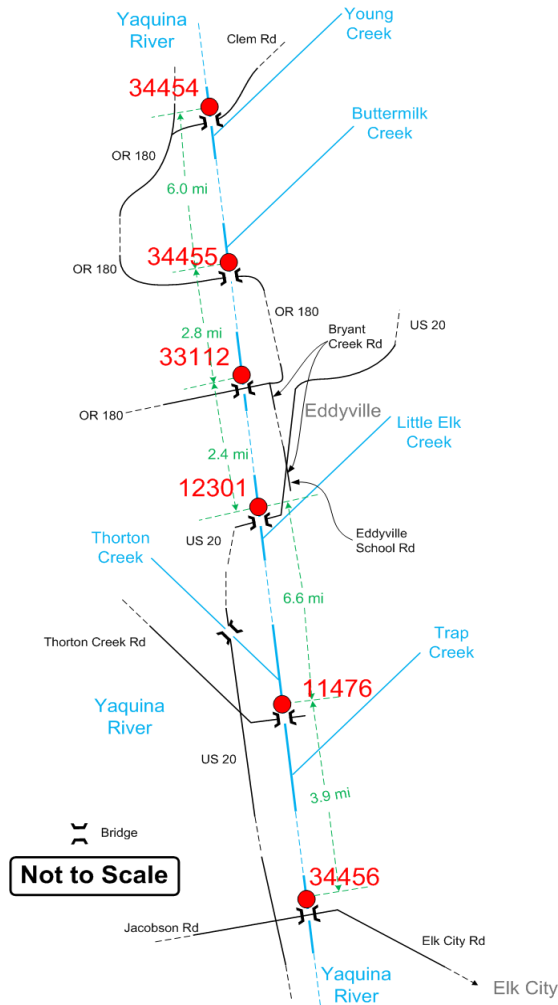 Yaquina
River
Young
Creek
Clem Rd
34454
Buttermilk
Creek
OR 180
6.0 mi
34455
OR 180
OR 180
2.8 mi
US 20
Bryant
Creek Rd
33112
OR 180
Eddyville
Little Elk
Creek
2.4 mi
12301
US 20
Eddyville
School Rd
Thorton
Creek
6.6 mi
Thorton Creek Rd
Trap
Creek
11476
Yaquina
River
US 20
3.9 mi
Bridge
Not to Scale
34456
Jacobson Rd
Elk City Rd
Yaquina
River
Elk City